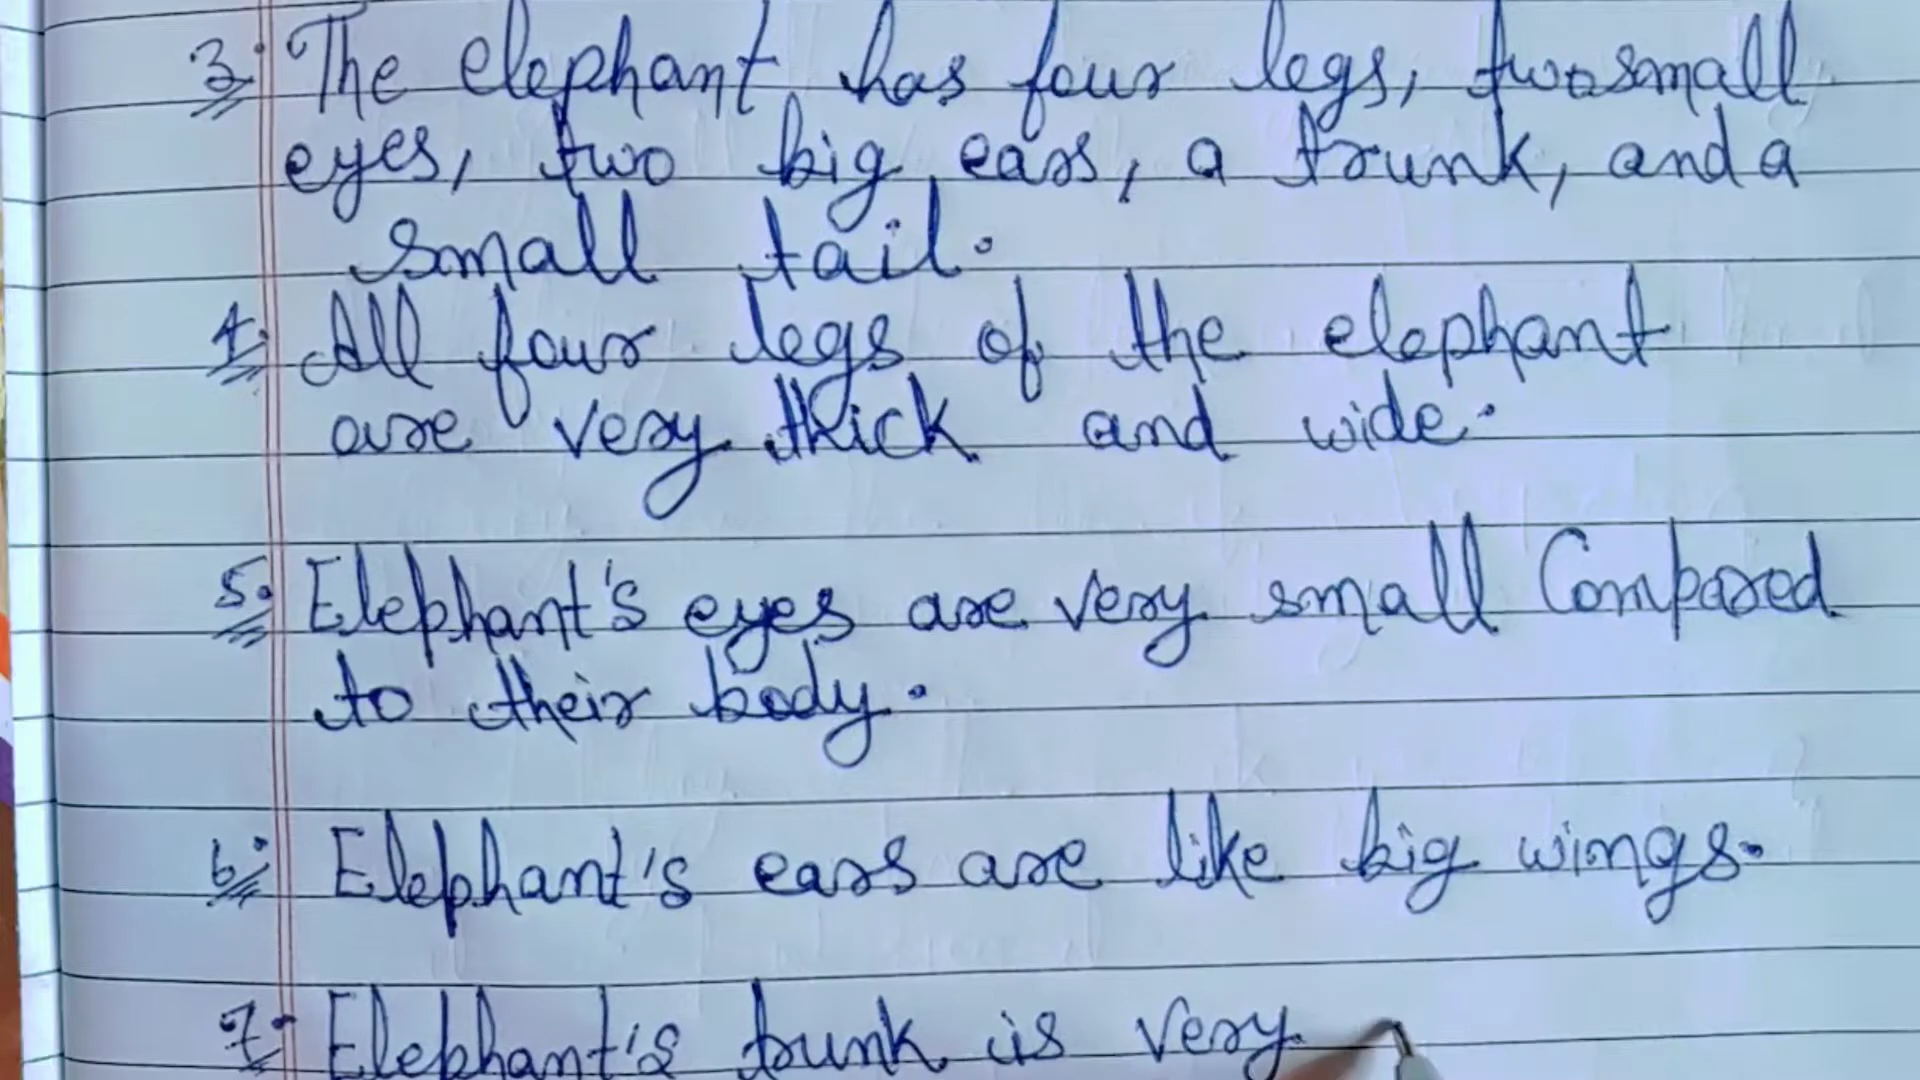 3. The elephant has four legs, two small
eyes, two big ears, a trunk, and a
small tail.
4. All four legs of the elephant
are very thick and wide.
5. Elephant's eyes are very small Compared
to their body.
6. Elephant's ears are like big wings.
7. Elephant's trunk is very